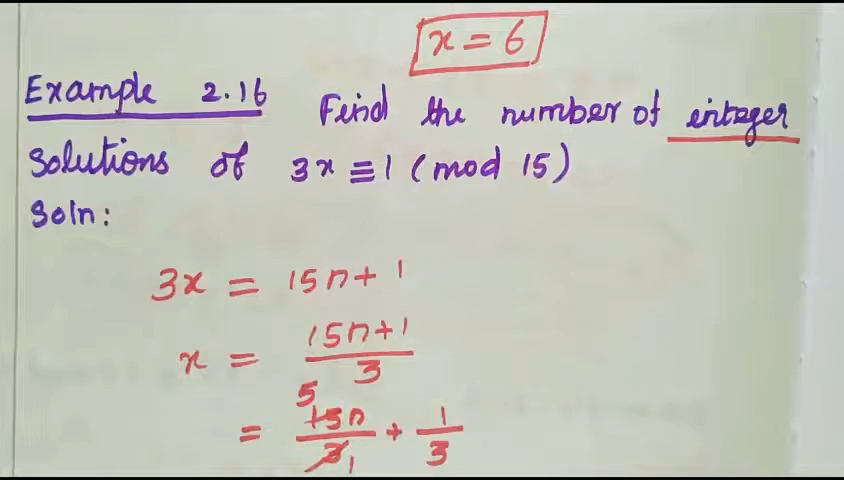 x = 6
Example 2.16 Find the number of integer
Solutions of 3x ≡ 1 (mod 15)
Soln:
3x = 15n + 1
x = 15n+1 / 3
= 5 15n / 3 1 + 1 / 3